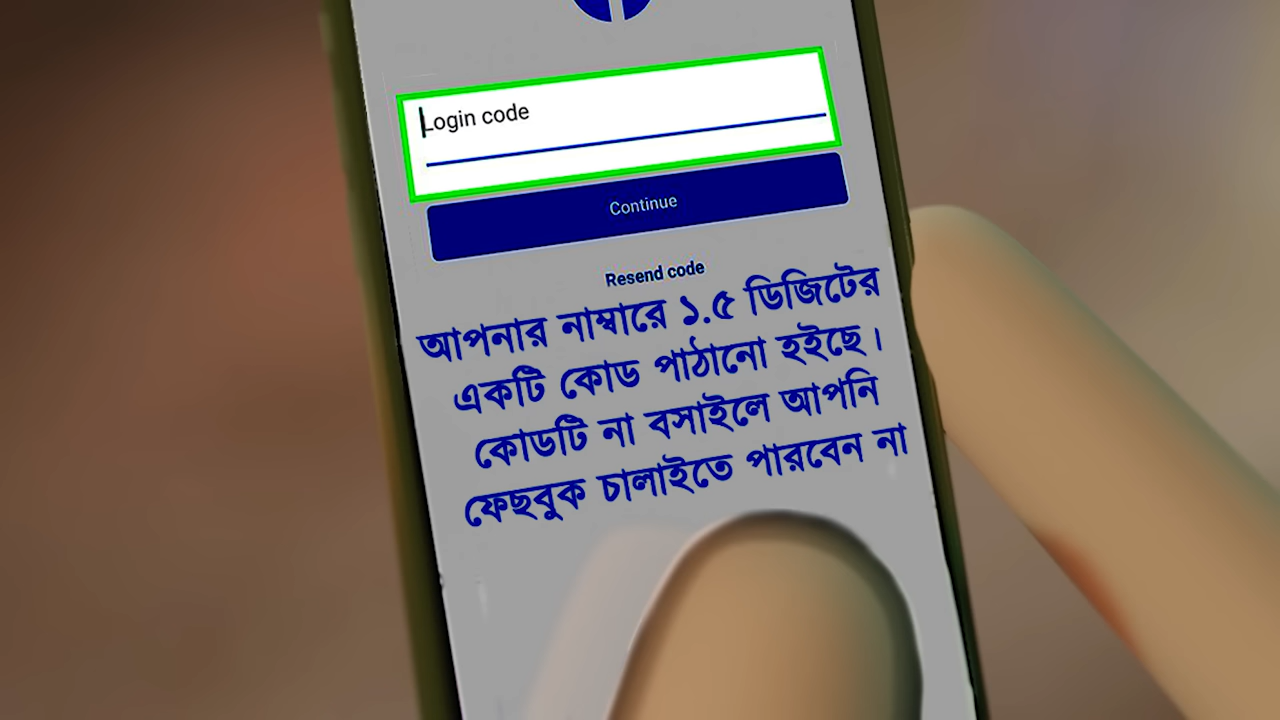 Login code
Continue
Resend code
আপনার নাম্বারে ১.৫ ডিজিটের
একটি কোড পাঠানো হইছে।
কোডটি না বসাইলে আপনি
ফেছবুক চালাইতে পারবেন না